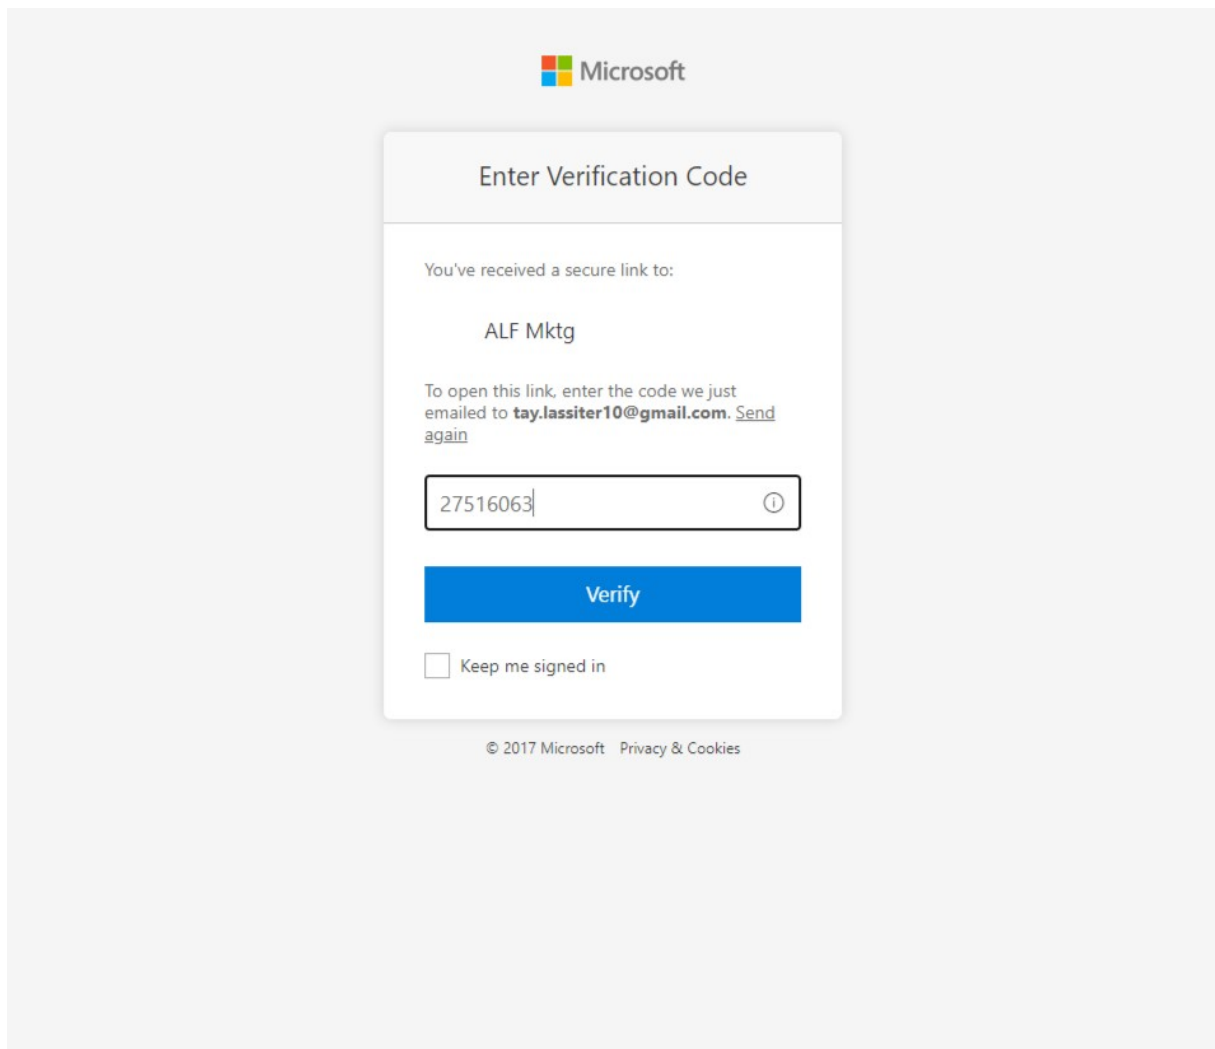 Microsoft
Enter Verification Code
You've received a secure link to:
ALF Mktg
To open this link, enter the code we just
emailed to tay.lassiter10@gmail.com. Send
again
27516063
Verify
Keep me signed in
© 2017 Microsoft Privacy & Cookies